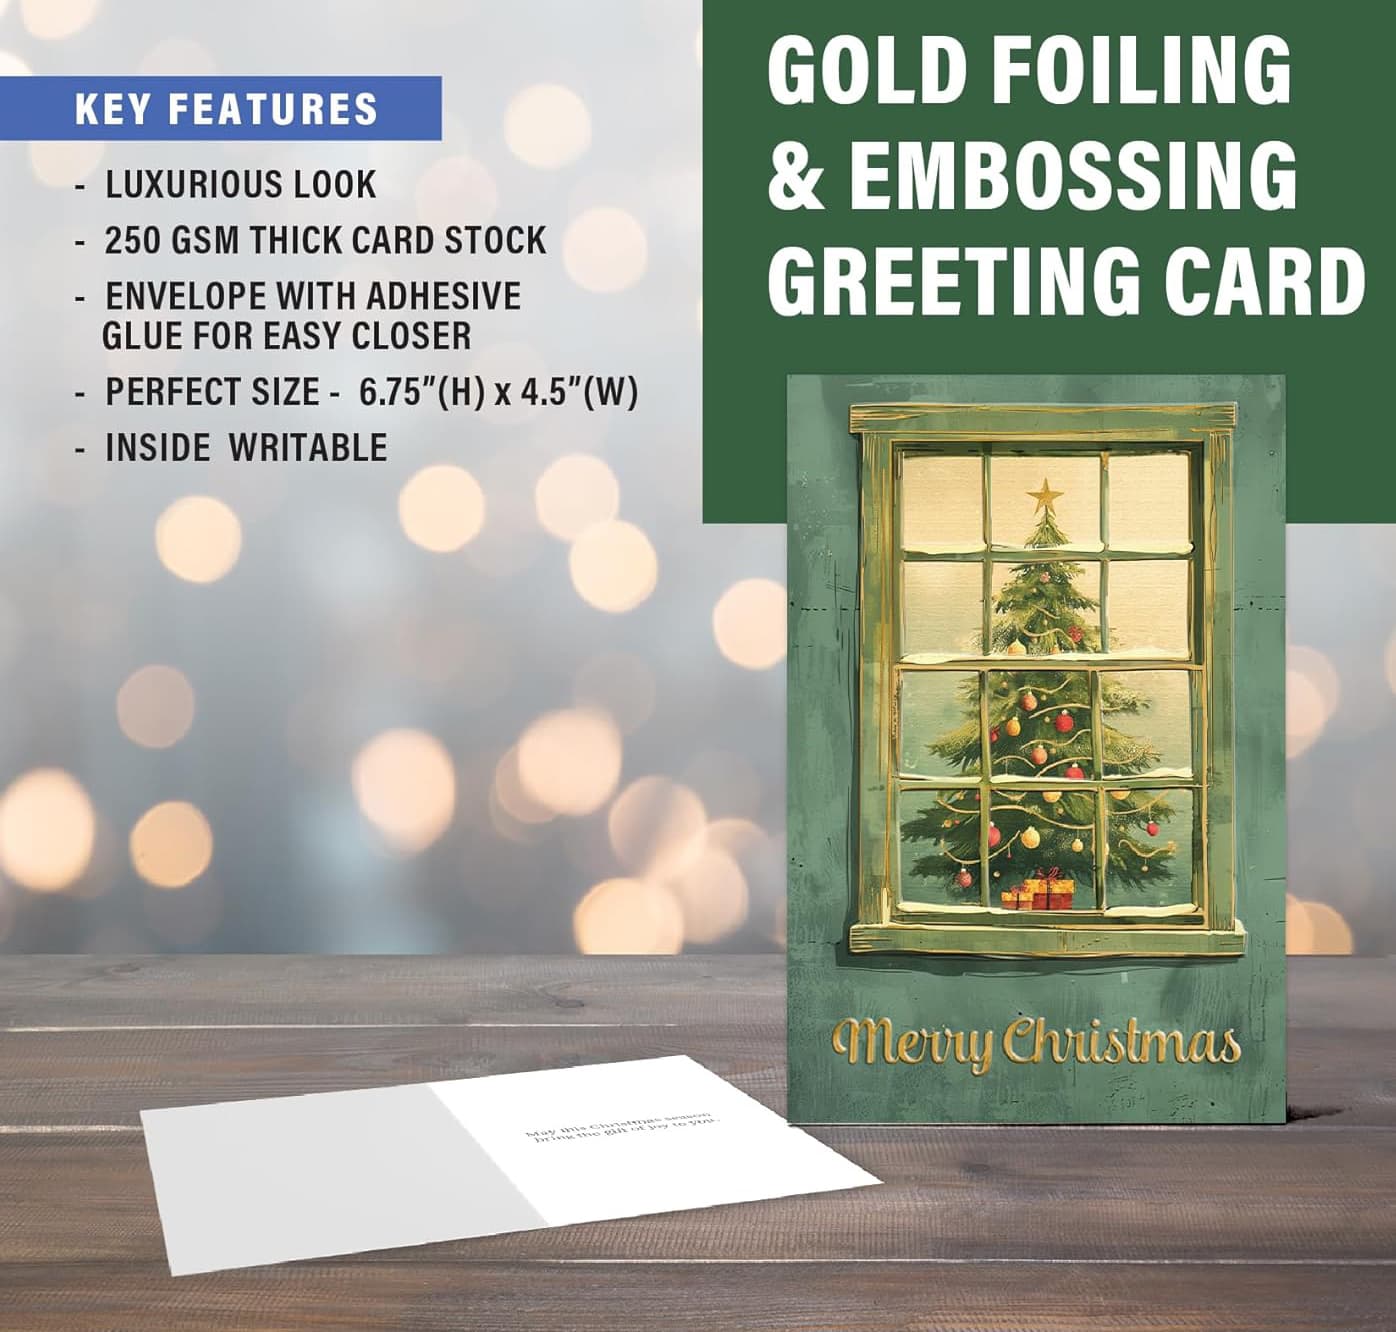 GOLD FOILING
& EMBOSSING
GREETING CARD
KEY FEATURES
- LUXURIOUS LOOK
- 250 GSM THICK CARD STOCK
- ENVELOPE WITH ADHESIVE
GLUE FOR EASY CLOSER
- PERFECT SIZE - 6.75"(H) x 4.5"(W)
- INSIDE WRITABLE
Merry Christmas
May this Christmas season
bring the gift of joy to you.